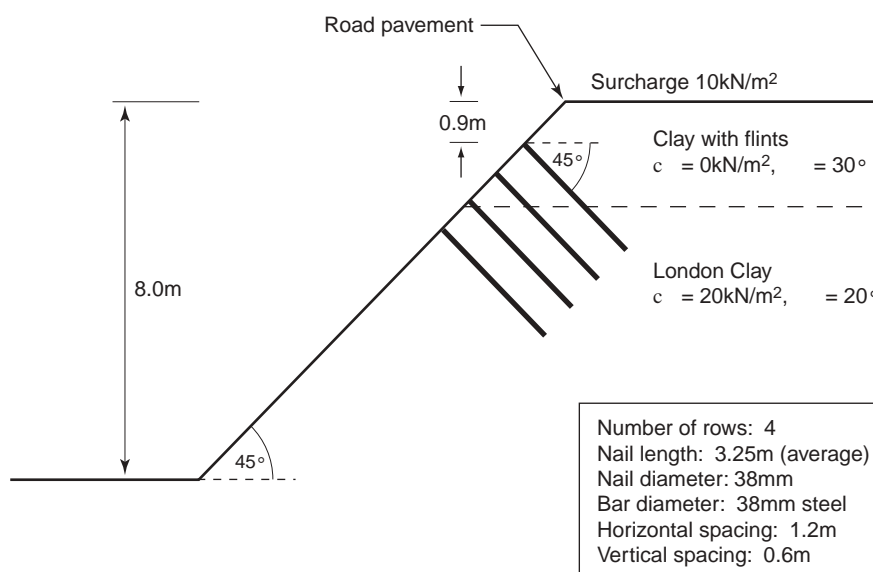 Road pavement
Surcharge 10kN/m2
0.9m
Clay with flints
45°
c = 0kN/m2, = 30°
8.0m
London Clay
c = 20kN/m2, = 20°
45°
Number of rows: 4
Nail length: 3.25m (average)
Nail diameter: 38mm
Bar diameter: 38mm steel
Horizontal spacing: 1.2m
Vertical spacing: 0.6m